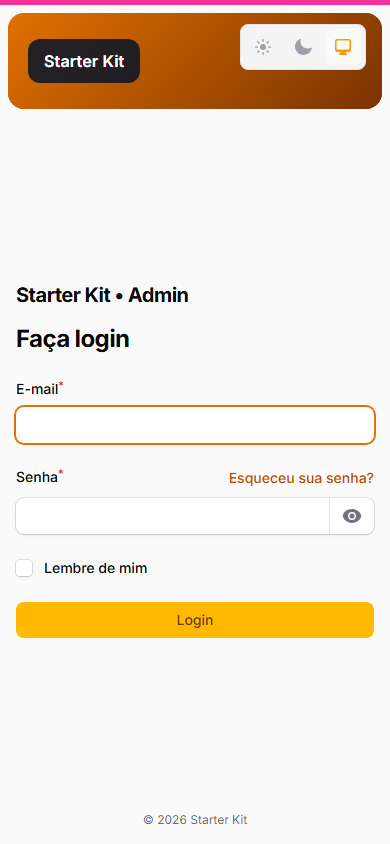 Starter Kit
Starter Kit • Admin
Faça login
E-mail*
Senha* Esqueceu sua senha?
Lembre de mim
Login
© 2026 Starter Kit